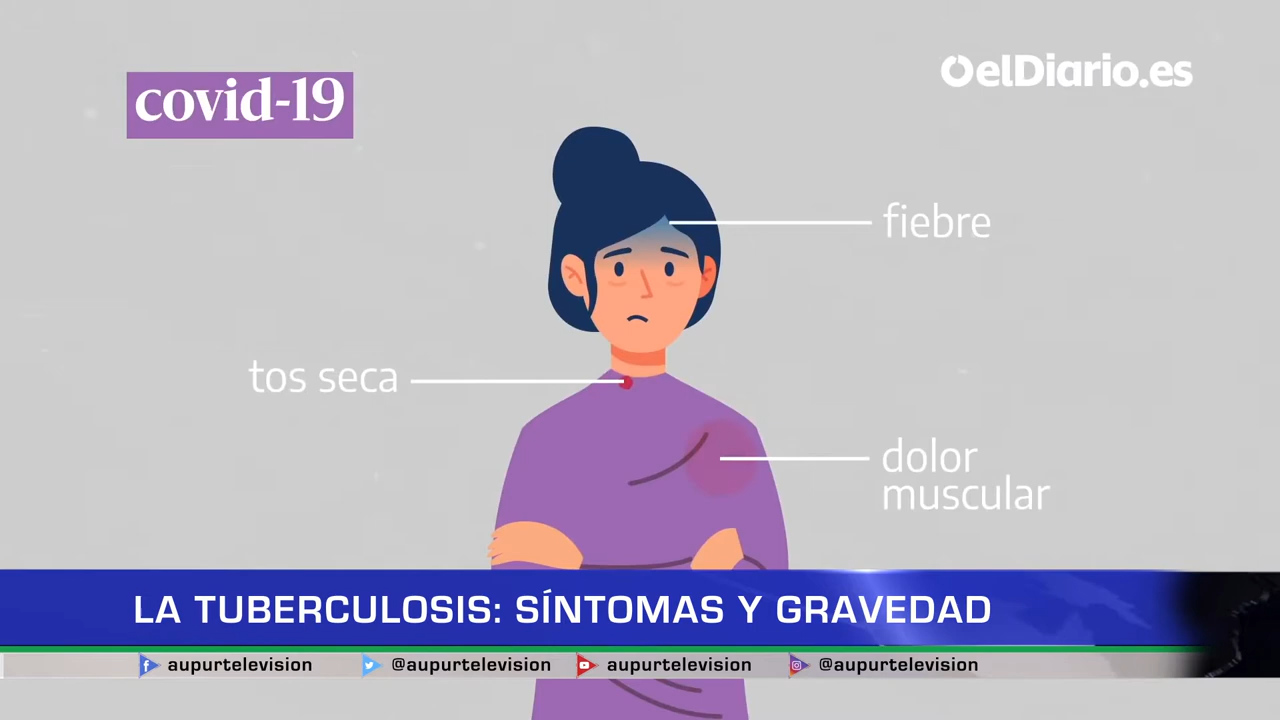 covid-19
elDiario.es
fiebre
tos seca
dolor
muscular
LA TUBERCULOSIS: SÍNTOMAS Y GRAVEDAD
aupurtelevision @aupurtelevision aupurtelevision @aupurtelevision